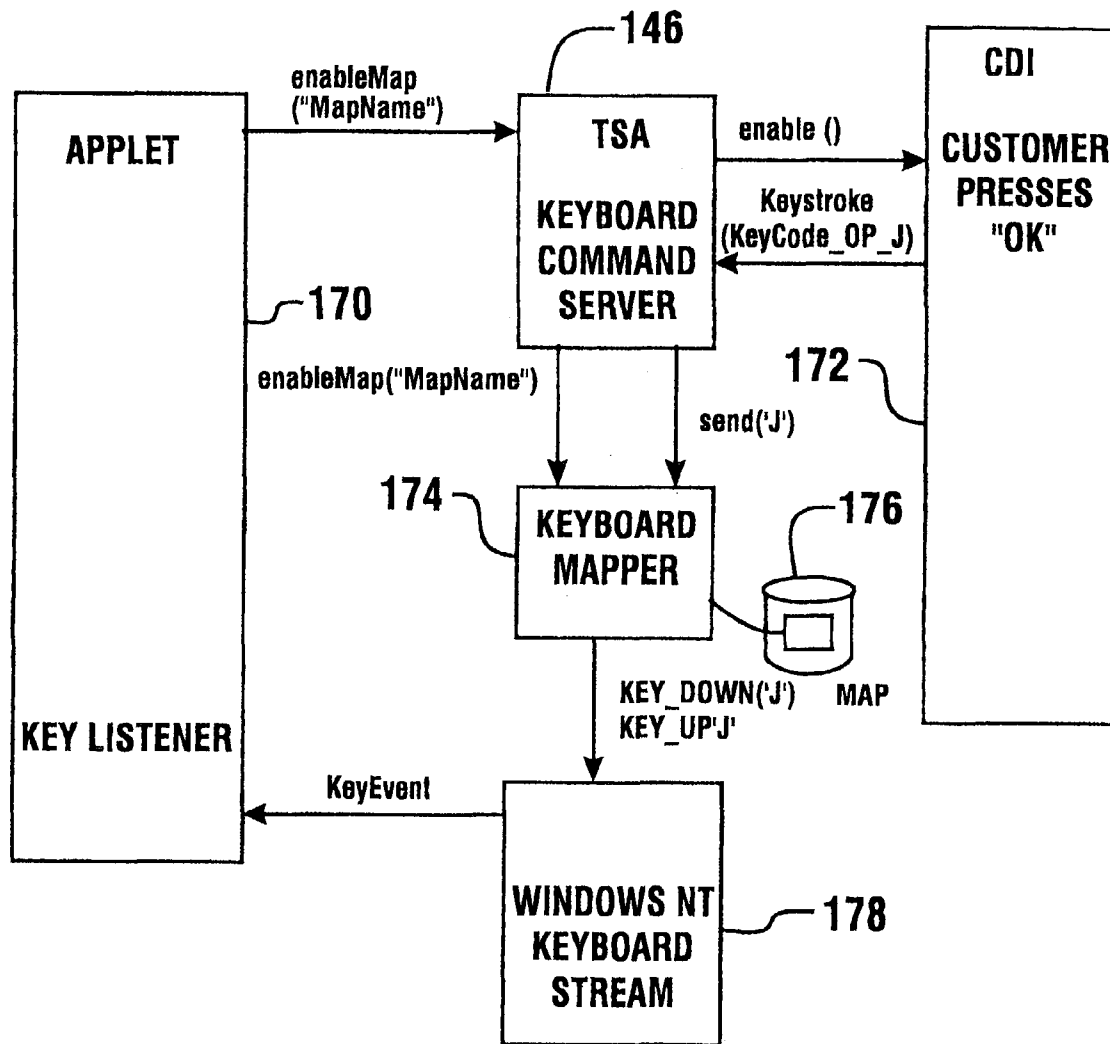 146
CDI
enableMap
("MapName")
APPLET
TSA
enable ()
CUSTOMER
PRESSES
"OK"
KEYBOARD
COMMAND
SERVER
Keystroke
(KeyCode_OP_J)
170
172
enableMap("MapName")
send('J')
174
176
KEYBOARD
MAPPER
KEY_DOWN('J')
KEY_UP'J'
MAP
KEY LISTENER
KeyEvent
WINDOWS NT
KEYBOARD
STREAM
178